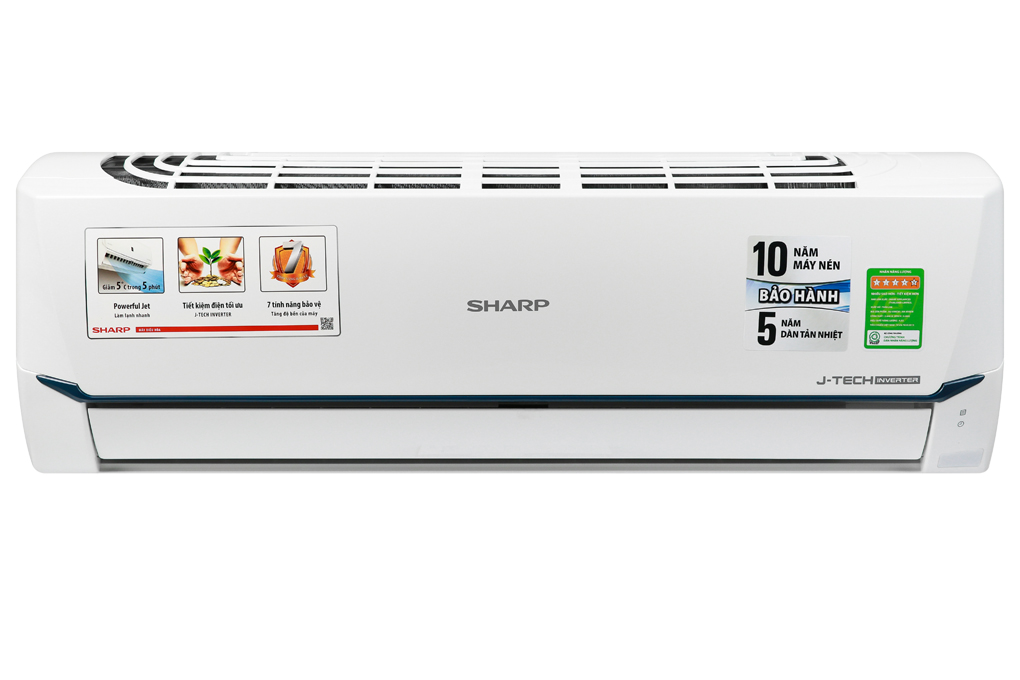 Giảm 5°C trong 5 phút
Powerful Jet
Làm lạnh nhanh
Tiết kiệm điện tối ưu
J-TECH INVERTER
7
7 tính năng bảo vệ
Tăng độ bền của máy
SHARP
SHARP
10 NĂM
MÁY NÉN
BẢO HÀNH
5 NĂM
DÀN TẢN NHIỆT
NHÃN NĂNG LƯỢNG
J-TECH INVERTER